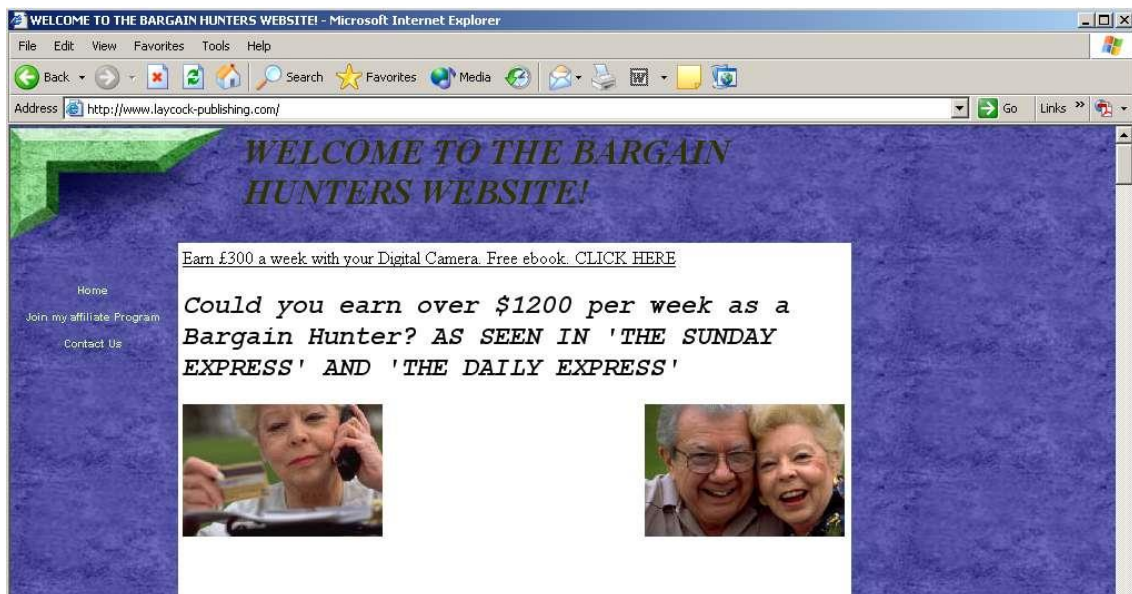 WELCOME TO THE BARGAIN HUNTERS WEBSITE! - Microsoft Internet Explorer
File Edit View Favorites Tools Help
Back Search Favorites Media
Address http://www.laycock-publishing.com/ Go Links »
WELCOME TO THE BARGAIN
HUNTERS WEBSITE!
Earn £300 a week with your Digital Camera. Free ebook. CLICK HERE
Home
Join my affiliate Program
Contact Us
Could you earn over $1200 per week as a
Bargain Hunter? AS SEEN IN 'THE SUNDAY
EXPRESS' AND 'THE DAILY EXPRESS'